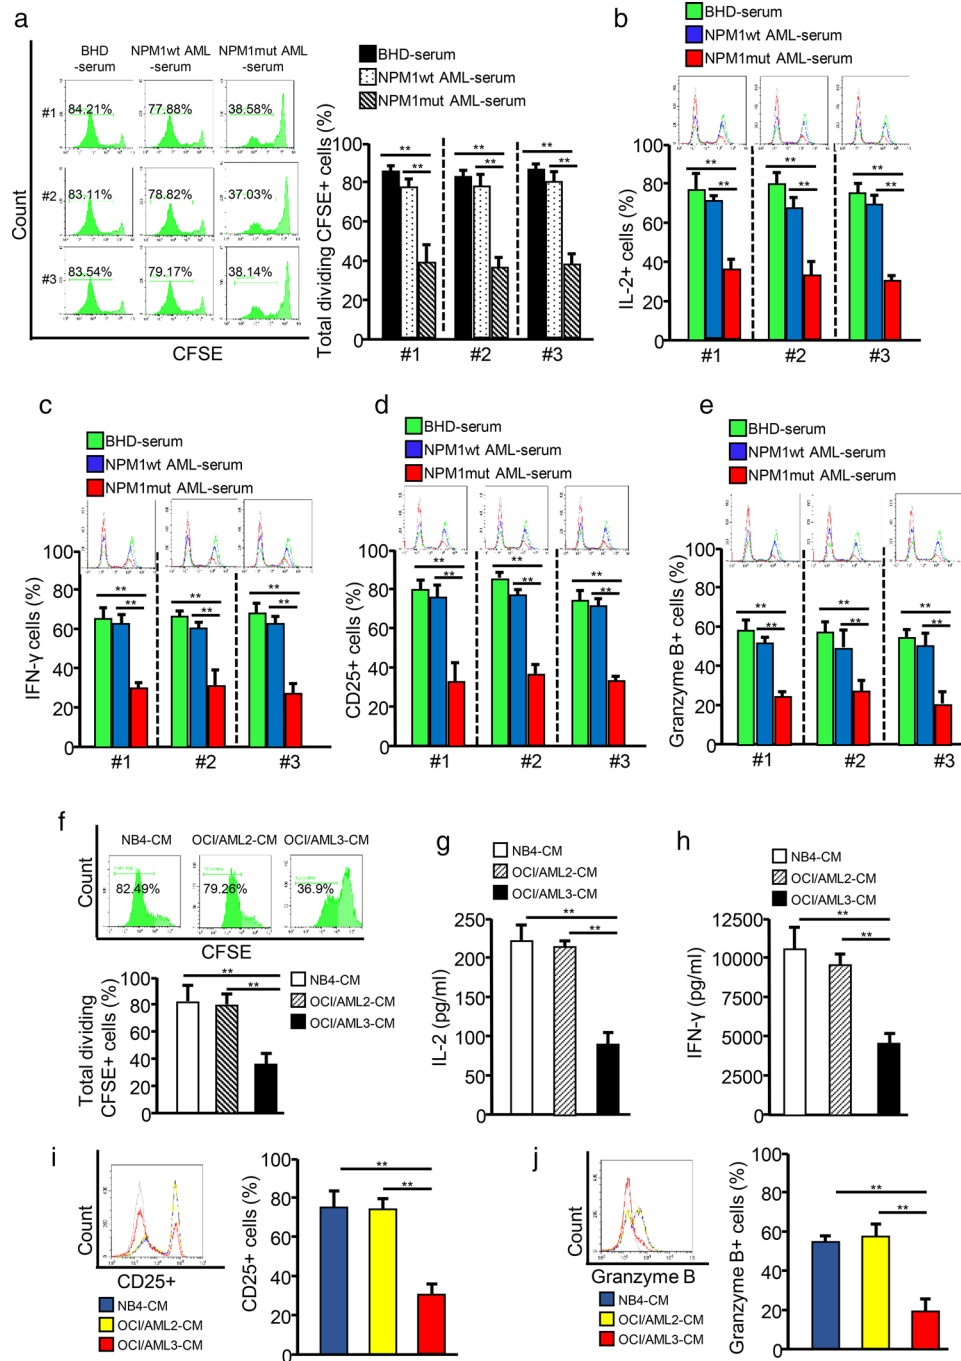 a
BHD
-serum
NPM1wt AML
-serum
NPM1mut AML
-serum
#1
84.21%
77.88%
38.58%
#2
83.11%
78.82%
37.03%
#3
83.54%
79.17%
38.14%
Count
CFSE
BHD-serum
NPM1wt AML-serum
NPM1mut AML-serum
Total dividing CFSE+ cells (%)
100
80
60
40
20
0
** ** ** ** ** **
#1 #2 #3
b
BHD-serum
NPM1wt AML-serum
NPM1mut AML-serum
IL-2+ cells (%)
100
80
60
40
20
0
** ** ** ** ** **
#1 #2 #3
c
BHD-serum
NPM1wt AML-serum
NPM1mut AML-serum
IFN-γ cells (%)
100
80
60
40
20
0
** ** ** ** ** **
#1 #2 #3
d
BHD-serum
NPM1wt AML-serum
NPM1mut AML-serum
CD25+ cells (%)
100
80
60
40
20
0
** ** ** ** ** **
#1 #2 #3
e
BHD-serum
NPM1wt AML-serum
NPM1mut AML-serum
Granzyme B+ cells (%)
100
80
60
40
20
0
** ** ** ** ** **
#1 #2 #3
f
NB4-CM OCI/AML2-CM OCI/AML3-CM
Count
82.49% 79.26% 36.9%
CFSE
Total dividing
CFSE+ cells (%)
100
80
60
40
20
0
**
**
NB4-CM
OCI/AML2-CM
OCI/AML3-CM
g
NB4-CM
OCI/AML2-CM
OCI/AML3-CM
IL-2 (pg/ml)
250
200
150
100
50
0
**
**
h
NB4-CM
OCI/AML2-CM
OCI/AML3-CM
IFN-γ (pg/ml)
12500
10000
7500
5000
2500
0
**
**
i
Count
CD25+
NB4-CM
OCI/AML2-CM
OCI/AML3-CM
CD25+ cells (%)
100
80
60
40
20
0
**
**
j
Count
Granzyme B
NB4-CM
OCI/AML2-CM
OCI/AML3-CM
Granzyme B+ cells (%)
100
80
60
40
20
0
**
**